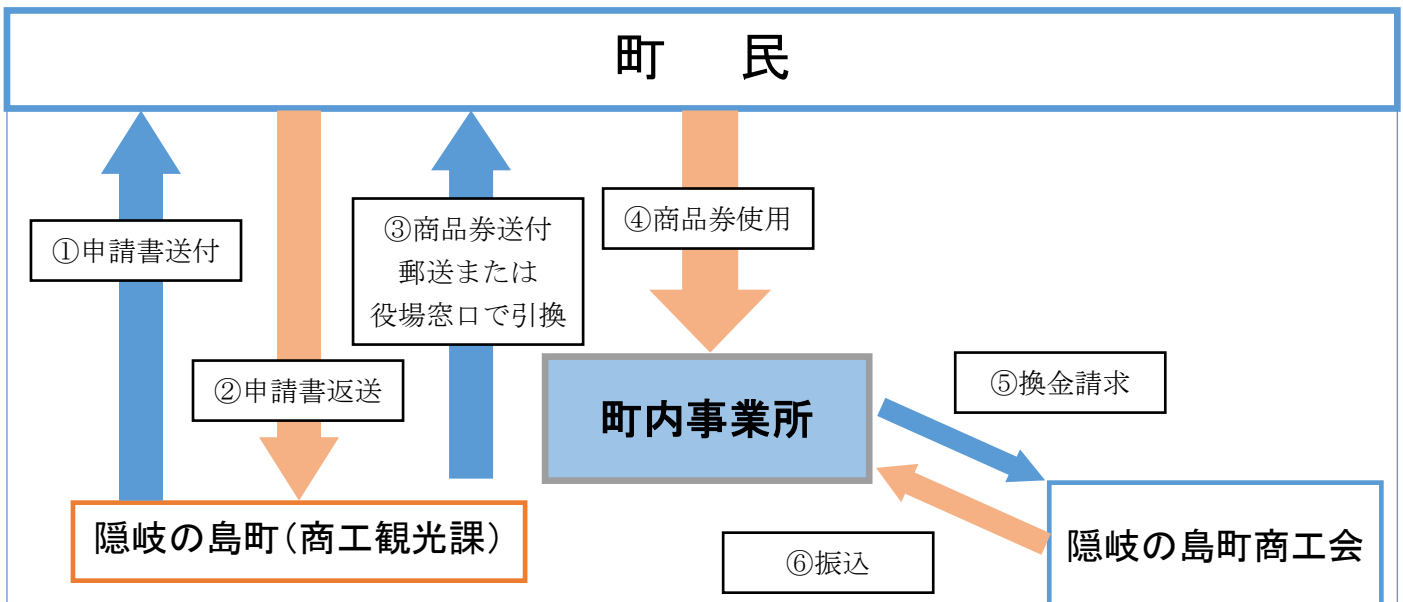 町　民
①申請書送付
③商品券送付
郵送または
役場窓口で引換
④商品券使用
②申請書返送
町内事業所
⑤換金請求
隠岐の島町（商工観光課）
⑥振込
隠岐の島町商工会